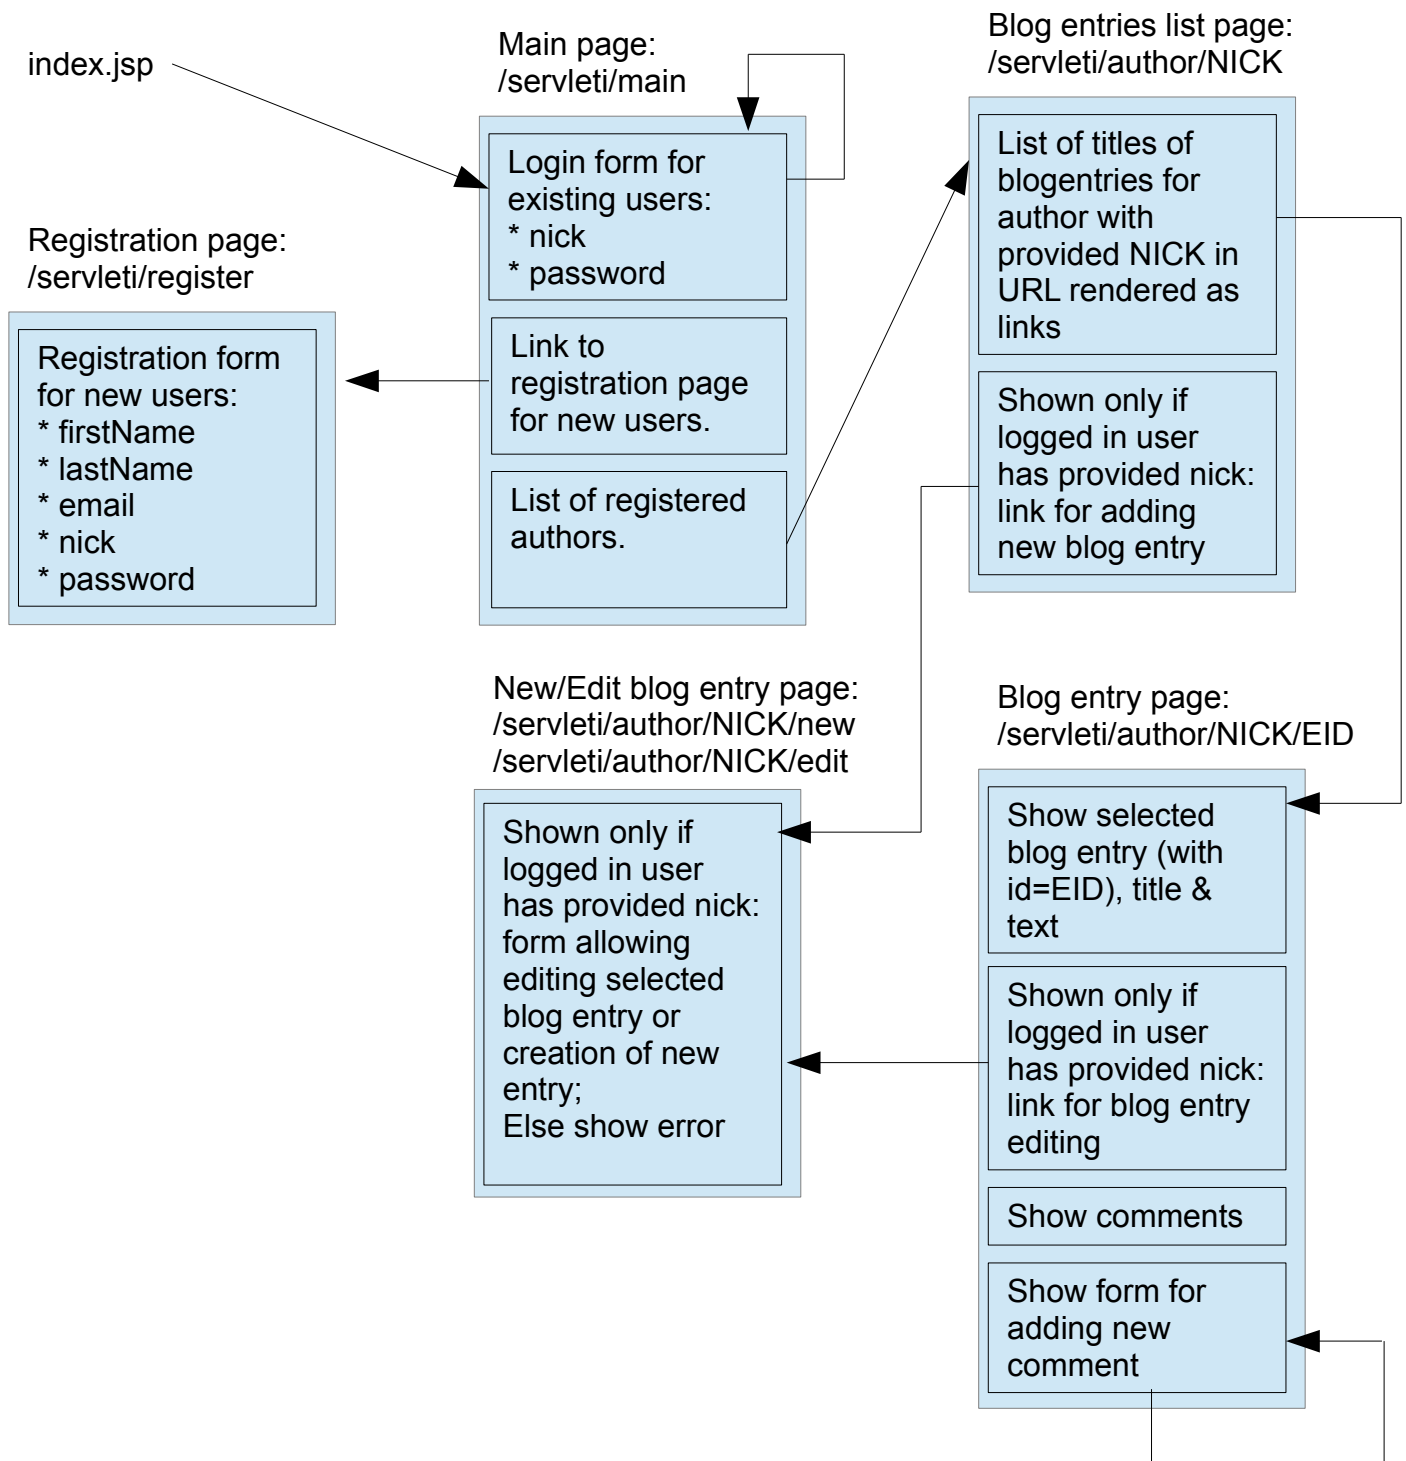 index.jsp
Main page:
/servleti/main
Login form for
existing users:
* nick
* password
Link to
registration page
for new users.
List of registered
authors.
Registration page:
/servleti/register
Registration form
for new users:
* firstName
* lastName
* email
* nick
* password
Blog entries list page:
/servleti/author/NICK
List of titles of
blogentries for
author with
provided NICK in
URL rendered as
links
Shown only if
logged in user
has provided nick:
link for adding
new blog entry
New/Edit blog entry page:
/servleti/author/NICK/new
/servleti/author/NICK/edit
Shown only if
logged in user
has provided nick:
form allowing
editing selected
blog entry or
creation of new
entry;
Else show error
Blog entry page:
/servleti/author/NICK/EID
Show selected
blog entry (with
id=EID), title &
text
Shown only if
logged in user
has provided nick:
link for blog entry
editing
Show comments
Show form for
adding new
comment